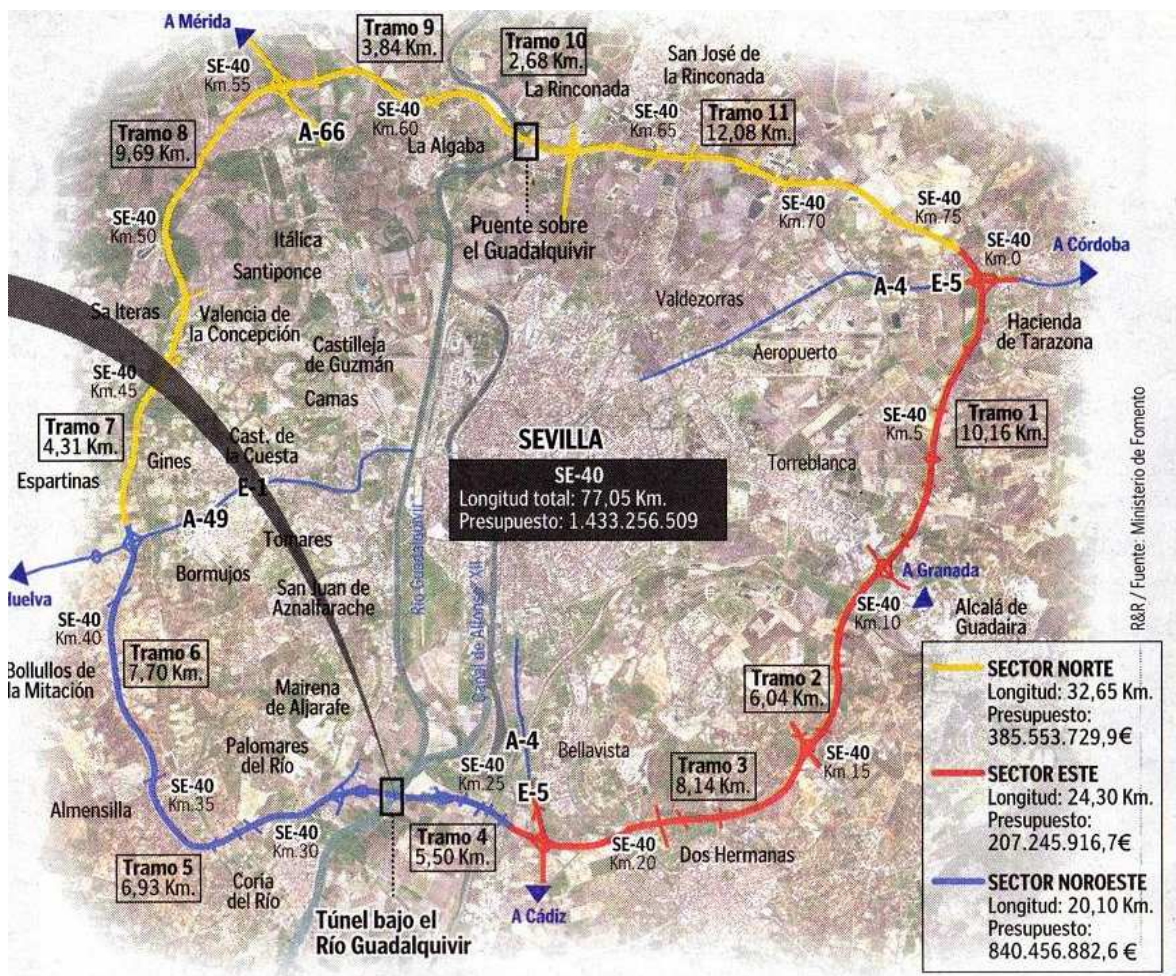 A Mérida
Tramo 9
3,84 Km.
Tramo 10
2,68 Km.
San José de
la Rinconada
SE-40
Km.55
La Rinconada
Tramo 8
9,69 Km.
A-66
SE-40
Km.60
La Algaba
SE-40
Km.65
Tramo 11
12,08 Km.
SE-40
Km.50
Itálica
Santiponce
Puente sobre
el Guadalquivir
SE-40
Km.70
SE-40
Km.75
SE-40
Km.0
A Córdoba
Valdezorras
A-4
E-5
Sa lteras
Valencia de
la Concepción
Hacienda
de Tarazona
Castilleja
de Guzmán
Aeropuerto
SE-40
Km.45
Camas
SE-40
Km.5
Tramo 1
10,16 Km.
Tramo 7
4,31 Km.
Cast. de
la Cuesta
Gines
Espartinas
E-1
SEVILLA
SE-40
Longitud total: 77,05 Km.
Presupuesto: 1.433.256.509
Torreblanca
A-49
Tomares
Bormujos
San Juan de
Aznalfarache
Río Guadalquivir
Canal de Alfonso XII
Huelva
A Granada
SE-40
Km.10
Alcalá de
Guadaira
R&R / Fuente: Ministerio de Fomento
SE-40
Km.40
Bollullos de
la Mitación
Tramo 6
7,70 Km.
Mairena
de Aljarafe
Tramo 2
6,04 Km.
Palomares
del Río
A-4
Bellavista
SE-40
Km.25
E-5
Tramo 3
8,14 Km.
SE-40
Km.15
Almensilla
SE-40
Km.35
SE-40
Km.30
Tramo 4
5,50 Km.
SE-40
Km.20
Dos Hermanas
Tramo 5
6,93 Km.
Coría
del Río
Túnel bajo el
Río Guadalquivir
A Cádiz
SECTOR NORTE
Longitud: 32,65 Km.
Presupuesto:
385.553.729,9€
SECTOR ESTE
Longitud: 24,30 Km.
Presupuesto:
207.245.916,7€
SECTOR NOROESTE
Longitud: 20,10 Km.
Presupuesto:
840.456.882,6 €